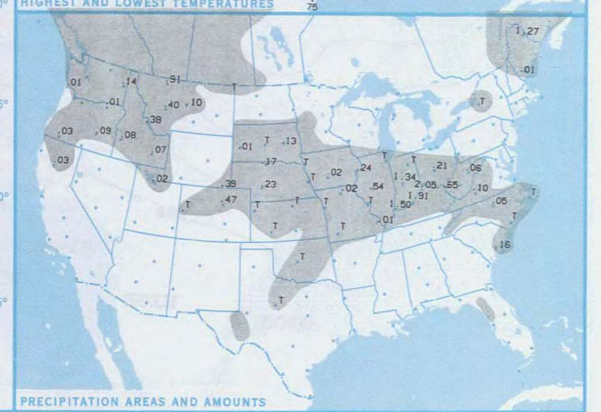 HIGHEST AND LOWEST TEMPERATURES
75
1.27
.01
.01 .14 .91
T
.01 .40 .10 T
.38
.03 .09 .08
.07
.03
.02
.01 T .13
.17 T T T .21 .06
T .02 .24 1.34
.39 .23 .02 .54 2.05 .65 .10 T
T .47 T T T T 1.50 1.91 .05
T T .01 T
.16
T
T
PRECIPITATION AREAS AND AMOUNTS